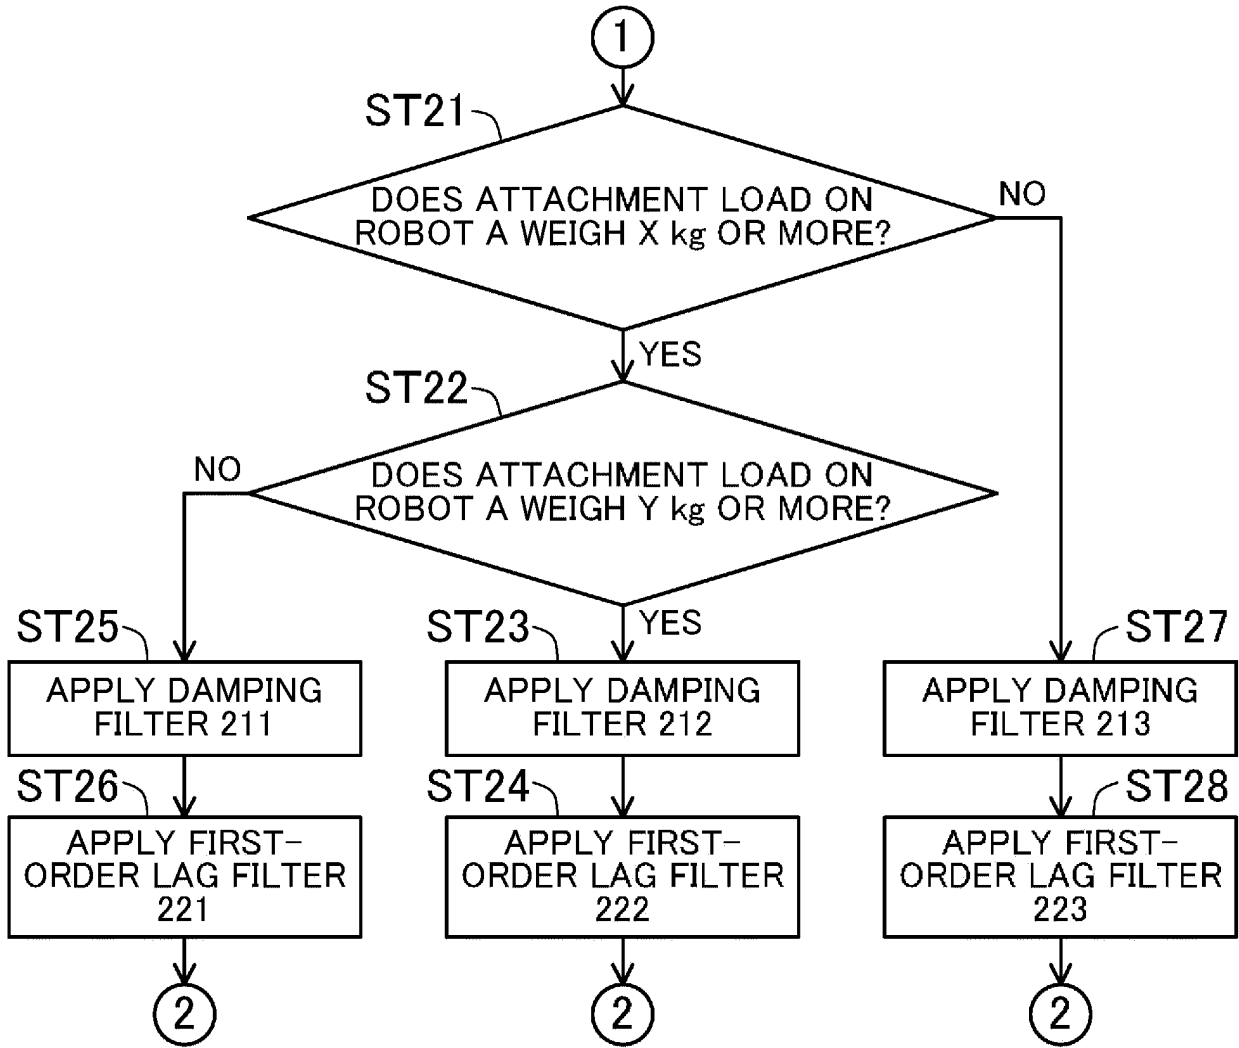 1
ST21
DOES ATTACHMENT LOAD ON
ROBOT A WEIGH X kg OR MORE?
NO
YES
ST22
DOES ATTACHMENT LOAD ON
ROBOT A WEIGH Y kg OR MORE?
NO
YES
ST25
APPLY DAMPING
FILTER 211
ST26
APPLY FIRST-
ORDER LAG FILTER
221
2
ST23
APPLY DAMPING
FILTER 212
ST24
APPLY FIRST-
ORDER LAG FILTER
222
2
ST27
APPLY DAMPING
FILTER 213
ST28
APPLY FIRST-
ORDER LAG FILTER
223
2